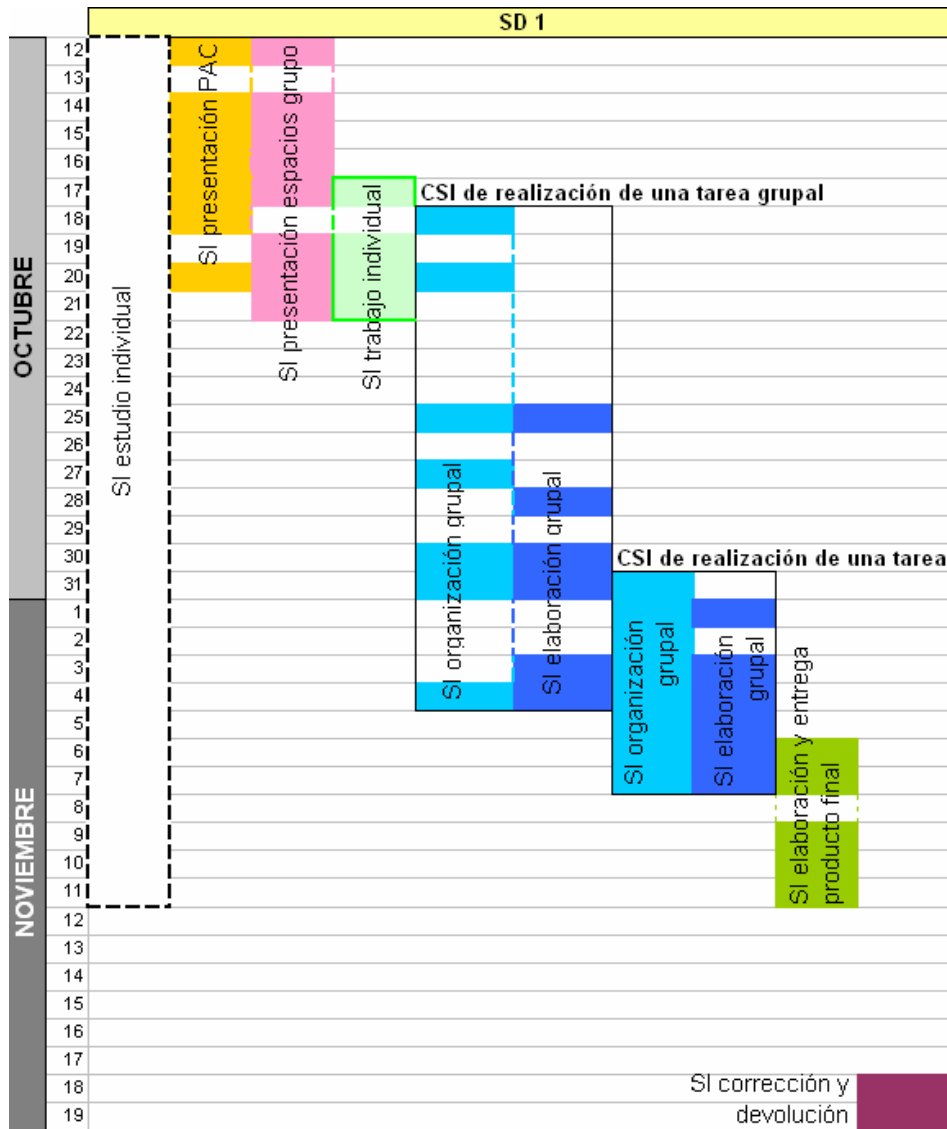 SD 1
OCTUBRE
12
13
14
15
16
17
18
19
20
21
22
23
24
25
26
27
28
29
30
31
NOVIEMBRE
1
2
3
4
5
6
7
8
9
10
11
12
13
14
15
16
17
18
19
SI estudio individual
SI presentación PAC
SI presentación espacios grupo
SI trabajo individual
CSI de realización de una tarea grupal
SI organización grupal
SI elaboración grupal
CSI de realización de una tarea
SI organización
grupal
SI elaboración
grupal
SI elaboración y entrega
producto final
SI corrección y
devolución